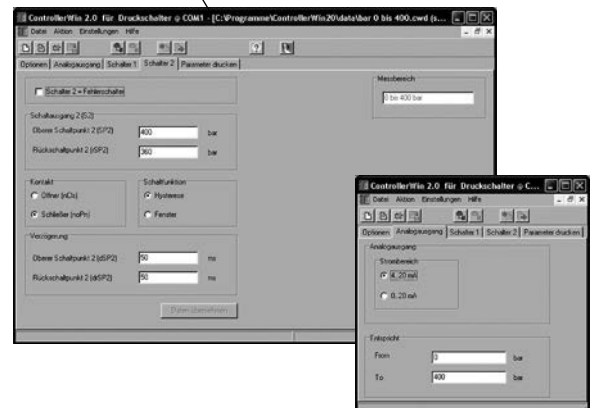 ControllerWin 2.0 für Druckschalter @ COM1 - [C:\Programme\ControllerWin20\data\bar 0 bis 400.cwd (s...
Datei Aktion Einstellungen Hilfe
Optionen Analogausgang Schalter 1 Schalter 2 Parameter drucken
Schalter 2 = Fehlerschalter
Messbereich
0 bis 400 bar
Schaltausgang 2 (S2)
Oberer Schaltpunkt 2 (SP2) 400 bar
Rückschaltpunkt 2 (rSP2) 360 bar
Kontakt
Öffner (nCls)
Schließer (noPn)
Schaltfunktion
Hysterese
Fenster
Verzögerung
Oberer Schaltpunkt 2 (dSP2) 50 ms
Rückschaltpunkt 2 (drSP2) 50 ms
Daten übernehmen
ControllerWin 2.0 für Druckschalter @ C...
Datei Aktion Einstellungen Hilfe
Optionen Analogausgang Schalter 1 Schalter 2 Parameter drucken
Analogausgang
Strombereich
4..20 mA
0..20 mA
Entspricht
From 0 bar
To 400 bar